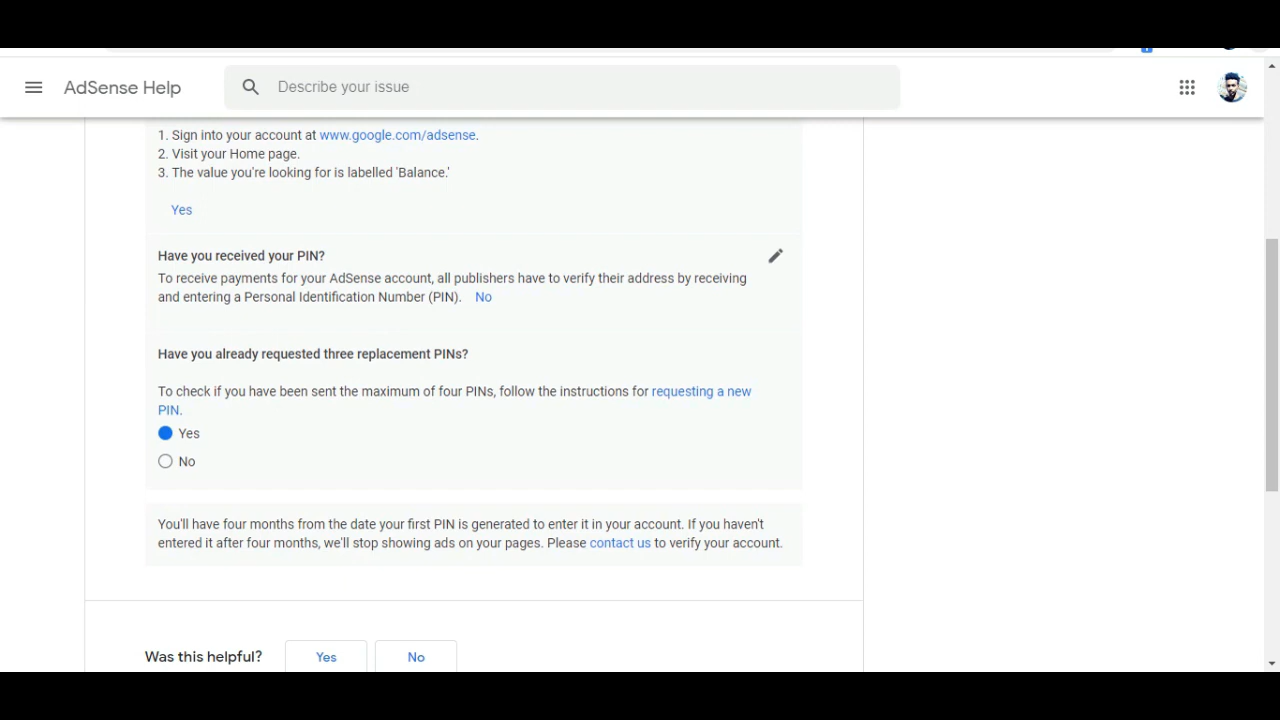 AdSense Help
Describe your issue
1. Sign into your account at www.google.com/adsense.
2. Visit your Home page.
3. The value you're looking for is labelled 'Balance.'
Yes
Have you received your PIN?
To receive payments for your AdSense account, all publishers have to verify their address by receiving
and entering a Personal Identification Number (PIN). No
Have you already requested three replacement PINs?
To check if you have been sent the maximum of four PINs, follow the instructions for requesting a new
PIN.
Yes
No
You'll have four months from the date your first PIN is generated to enter it in your account. If you haven't
entered it after four months, we'll stop showing ads on your pages. Please contact us to verify your account.
Was this helpful? Yes No